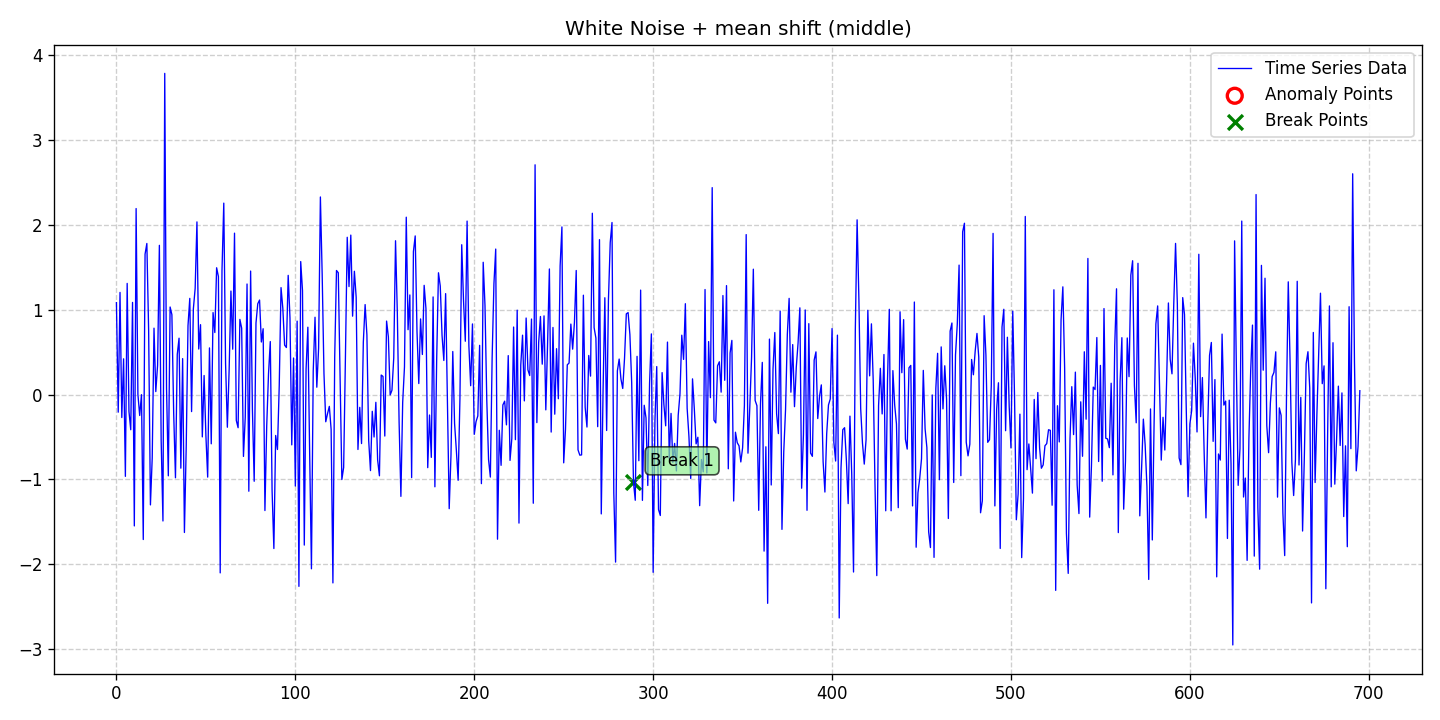 White Noise + mean shift (middle)
4
3
2
1
0
−1
−2
−3
Time Series Data
Anomaly Points
Break Points
Break 1
0 100 200 300 400 500 600 700